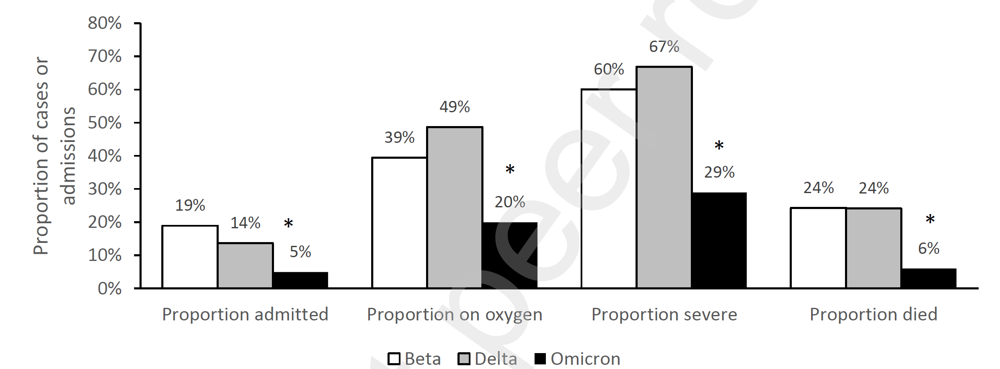 80%
70%
60%
50%
40%
30%
20%
10%
0%
Proportion of cases or
admissions
19%
14%
*
5%
39%
49%
*
20%
60%
67%
*
29%
24%
24%
*
6%
Proportion admitted
Proportion on oxygen
Proportion severe
Proportion died
Beta
Delta
Omicron
peer